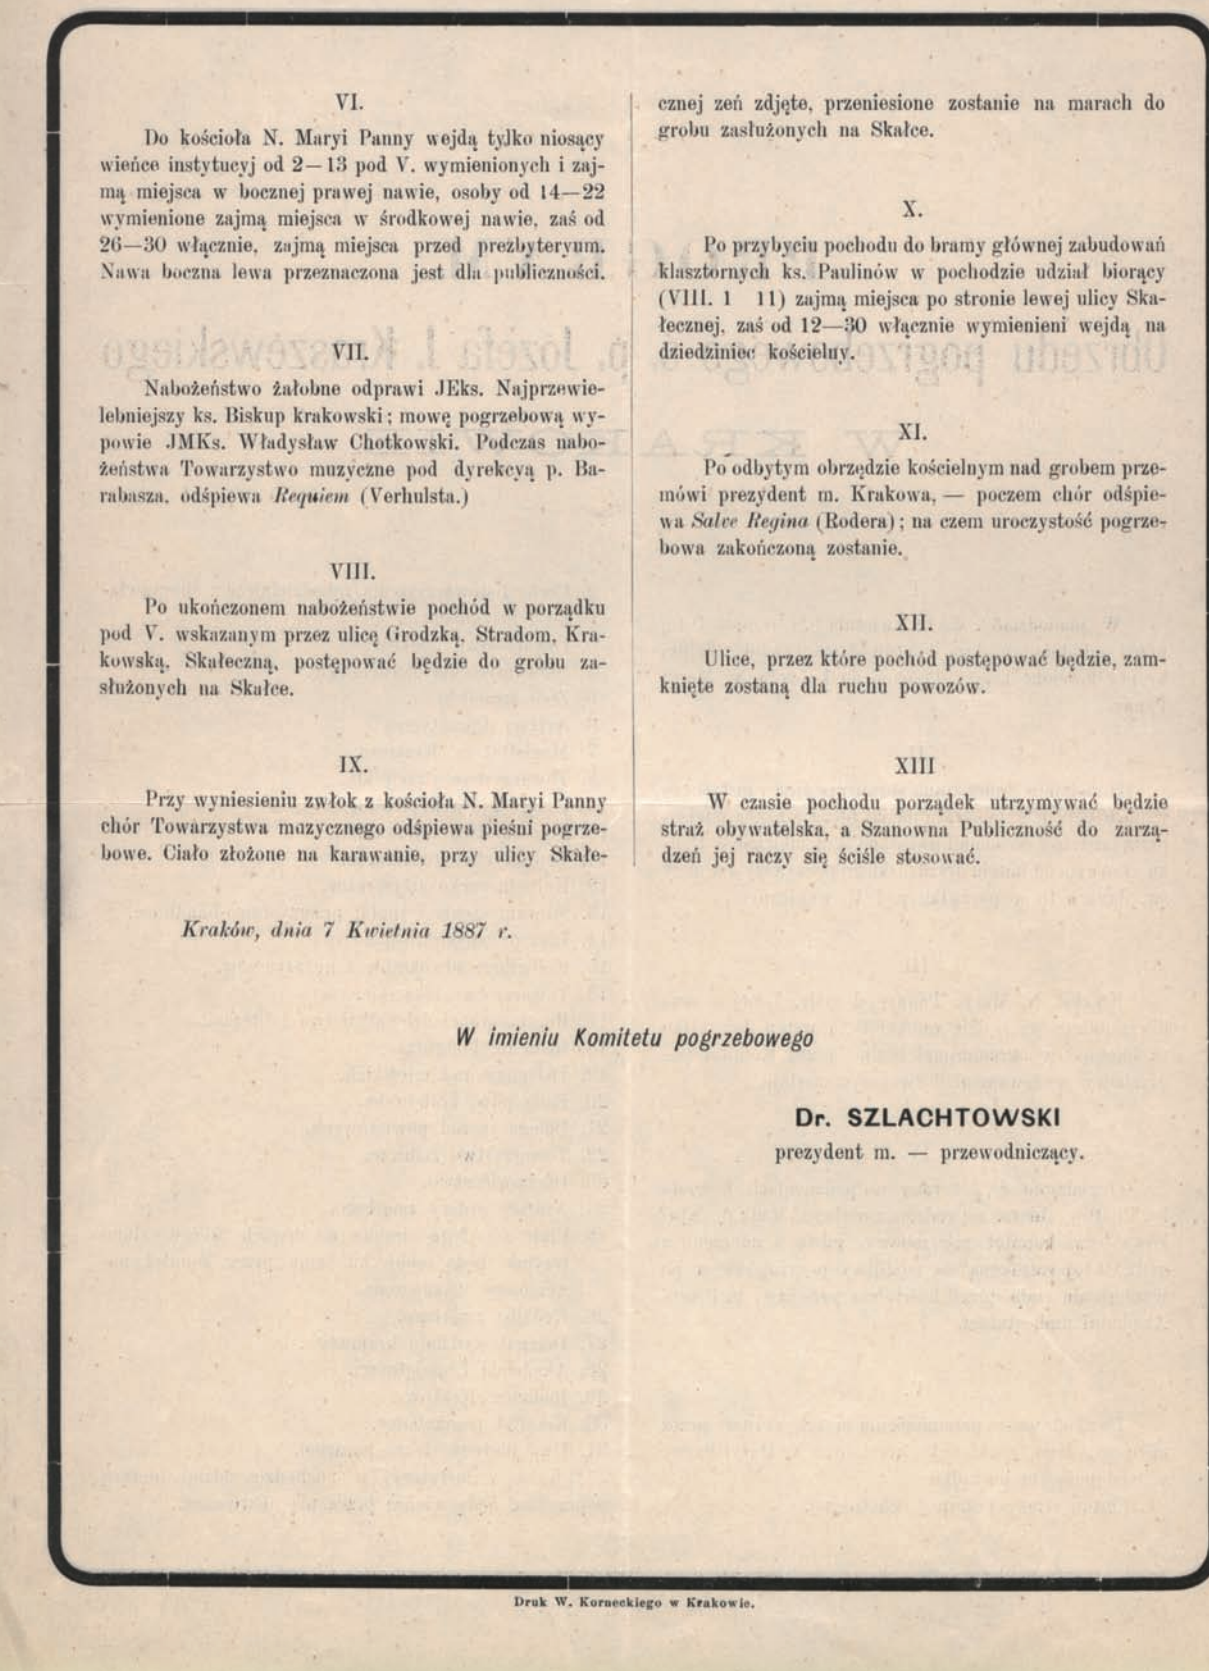 VI.
Do kościoła N. Maryi Panny wejdą tylko niosący
wieńce instytucyj od 2—13 pod V. wymienionych i zaj-
mą miejsca w bocznej prawej nawie, osoby od 14—22
wymienione zajmą miejsca w środkowej nawie, zaś od
26—30 włącznie, zajmą miejsca przed prezbyteryum.
Nawa boczna lewa przeznaczona jest dla publiczności.
VII.
Nabożeństwo żałobne odprawi JEks. Najprzewie-
lebniejszy ks. Biskup krakowski; mowę pogrzebową wy-
powie JMKs. Władysław Chotkowski. Podczas nabo-
żeństwa Towarzystwo muzyczne pod dyrekcyą p. Ba-
rabasza, odśpiewa Requiem (Verhulsta.)
VIII.
Po ukończonem nabożeństwie pochód w porządku
pod V. wskazanym przez ulicę Grodzką, Stradom, Kra-
kowską, Skałeczną, postępować będzie do grobu za-
służonych na Skałce.
IX.
Przy wyniesieniu zwłok z kościoła N. Maryi Panny
chór Towarzystwa muzycznego odśpiewa pieśni pogrze-
bowe. Ciało złożone na karawanie, przy ulicy Skałe-
cznej zeń zdjęte, przeniesione zostanie na marach do
grobu zasłużonych na Skałce.
X.
Po przybyciu pochodu do bramy głównej zabudowań
klasztornych ks. Paulinów w pochodzie udział biorący
(VIII. 1 11) zajmą miejsca po stronie lewej ulicy Ska-
łecznej, zaś od 12—30 włącznie wymienieni wejdą na
dziedziniec kościelny.
XI.
Po odbytym obrzędzie kościelnym nad grobem prze-
mówi prezydent m. Krakowa, — poczem chór odśpie-
wa Salve Regina (Rodera); na czem uroczystość pogrze-
bowa zakończoną zostanie.
XII.
Ulice, przez które pochód postępować będzie, zam-
knięte zostaną dla ruchu powozów.
XIII
W czasie pochodu porządek utrzymywać będzie
straż obywatelska, a Szanowna Publiczność do zarzą-
dzeń jej raczy się ściśle stosować.
Kraków, dnia 7 Kwietnia 1887 r.
W imieniu Komitetu pogrzebowego
Dr. SZLACHTOWSKI
prezydent m. — przewodniczący.
Druk W. Korneckiego w Krakowie.